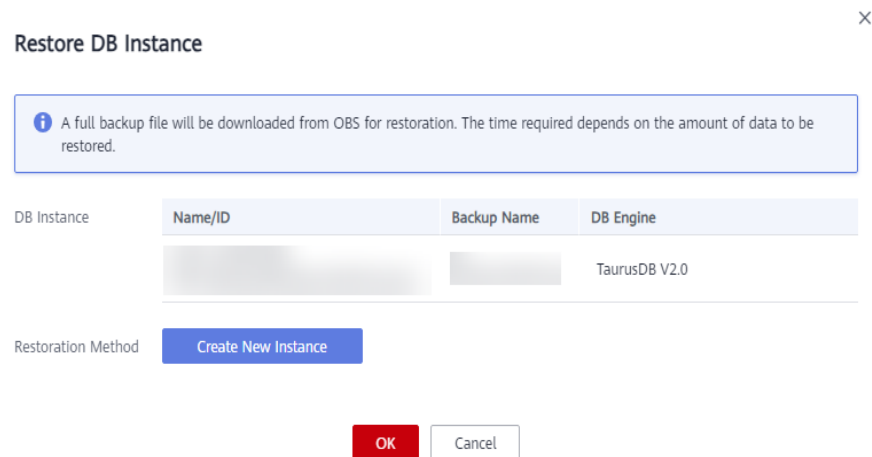 Restore DB Instance
A full backup file will be downloaded from OBS for restoration. The time required depends on the amount of data to be
restored.
DB Instance Name/ID Backup Name DB Engine
TaurusDB V2.0
Restoration Method Create New Instance
OK Cancel